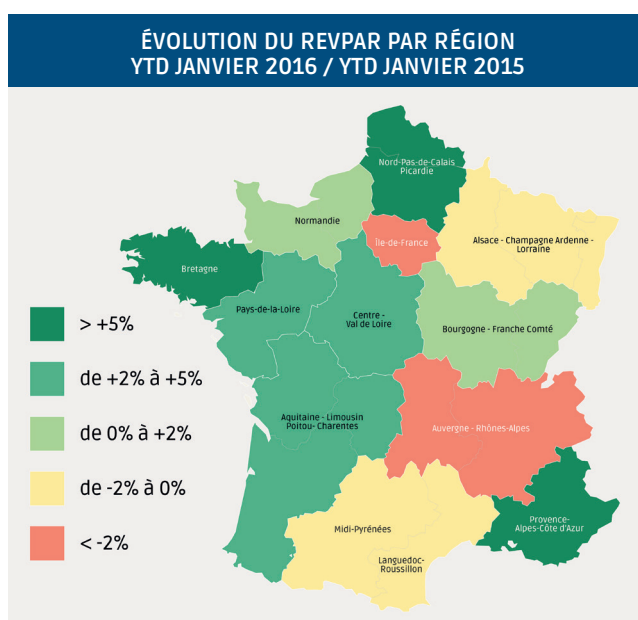 ÉVOLUTION DU REVPAR PAR RÉGION
YTD JANVIER 2016 / YTD JANVIER 2015
Nord-Pas-de-Calais
Picardie
Normandie
Île-de-France
Alsace - Champagne Ardenne -
Lorraine
Bretagne
Pays-de-la-Loire
Centre -
Val de Loire
Bourgogne - Franche Comté
Aquitaine - Limousin
Poitou- Charentes
Auvergne - Rhônes-Alpes
Provence-
Alpes-Côte d'Azur
Midi-Pyrénées
Languedoc-
Roussillon
> +5%
de +2% à +5%
de 0% à +2%
de -2% à 0%
< -2%